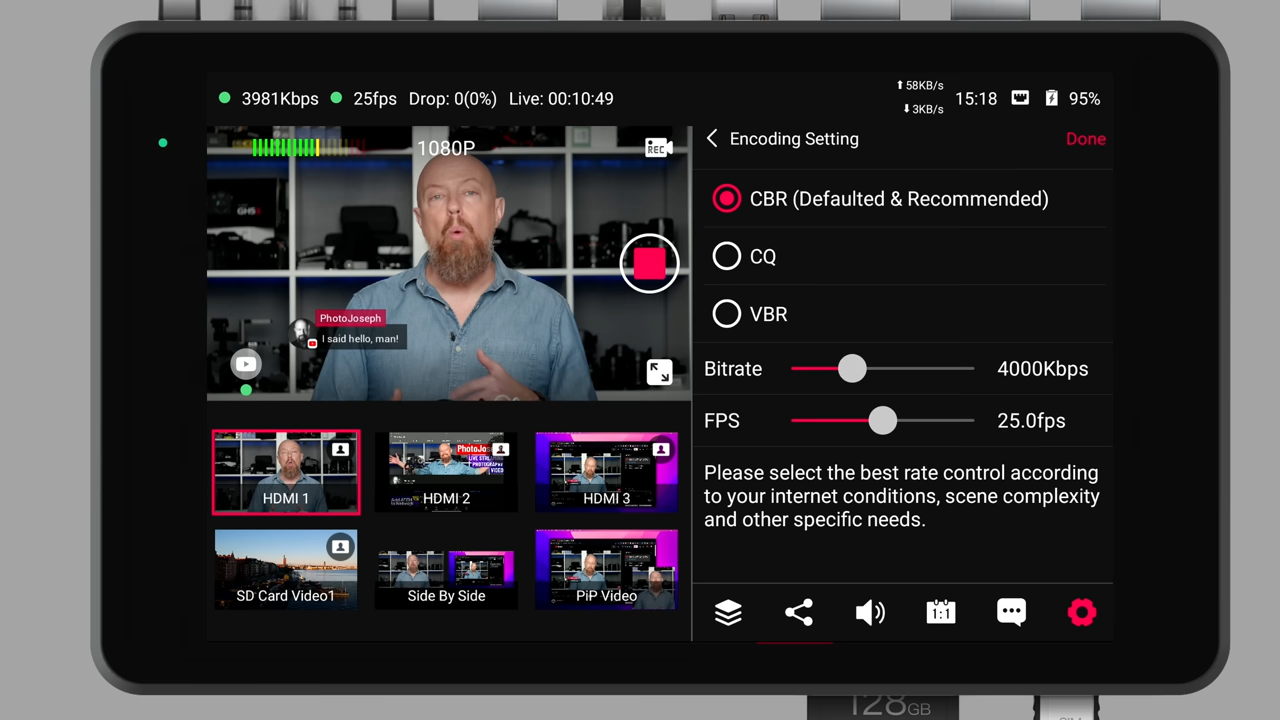 3981Kbps 25fps Drop: 0(0%) Live: 00:10:49
58KB/s
3KB/s
15:18 95%
1080P
REC
GH5
PhotoJoseph
I said hello, man!
HDMI 1
HDMI 2
PhotoJo
HDMI 3
SD Card Video1
Side By Side
PiP Video
Encoding Setting
Done
CBR (Defaulted & Recommended)
CQ
VBR
Bitrate 4000Kbps
FPS 25.0fps
Please select the best rate control according
to your internet conditions, scene complexity
and other specific needs.
1:1
128GB
SIM